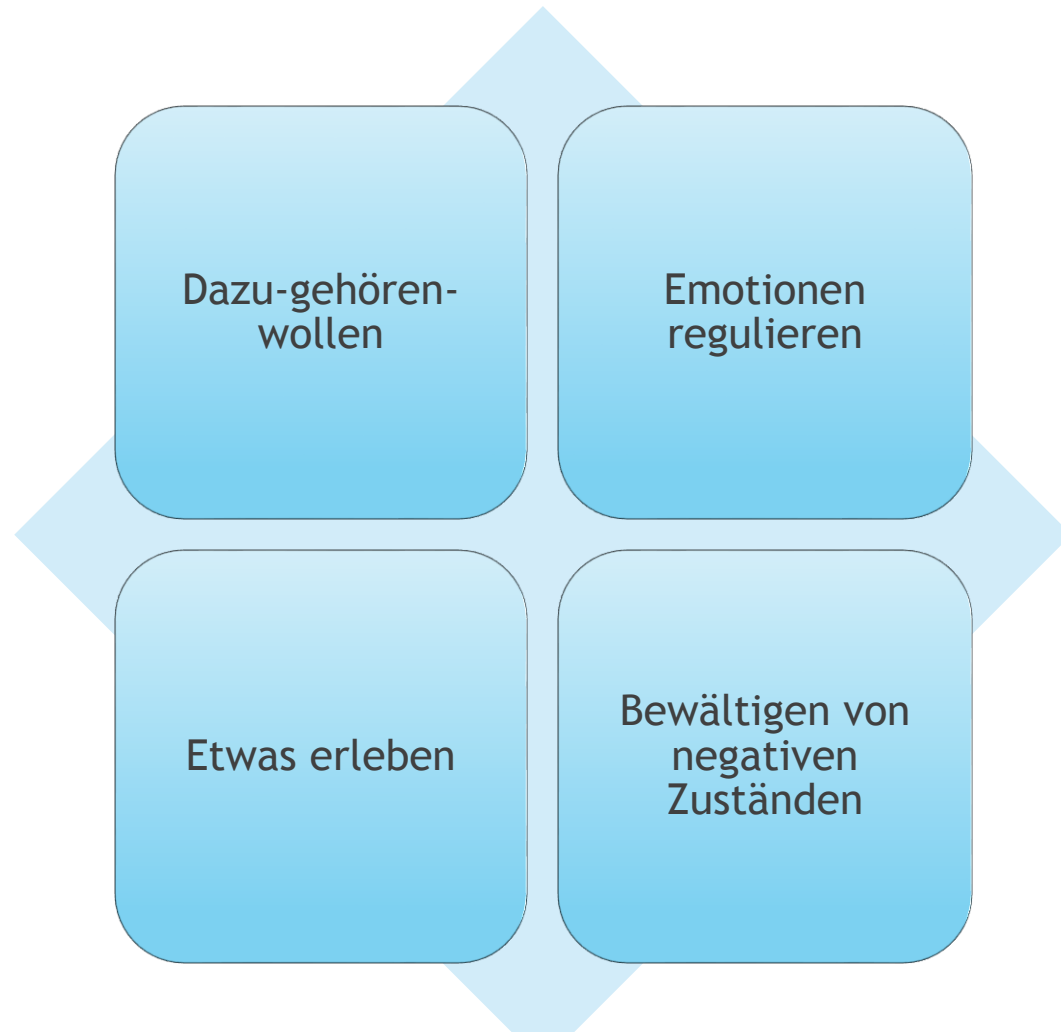 Dazu-gehören-
wollen
Emotionen
regulieren
Etwas erleben
Bewältigen von
negativen
Zuständen